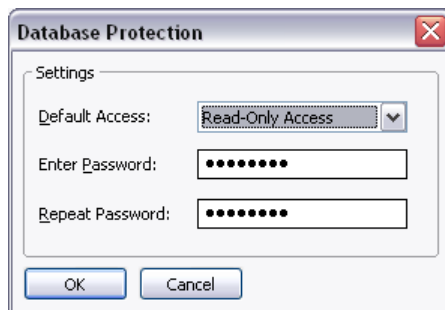 Database Protection
Settings
Default Access: Read-Only Access
Enter Password: ●●●●●●●●
Repeat Password: ●●●●●●●●
OK Cancel